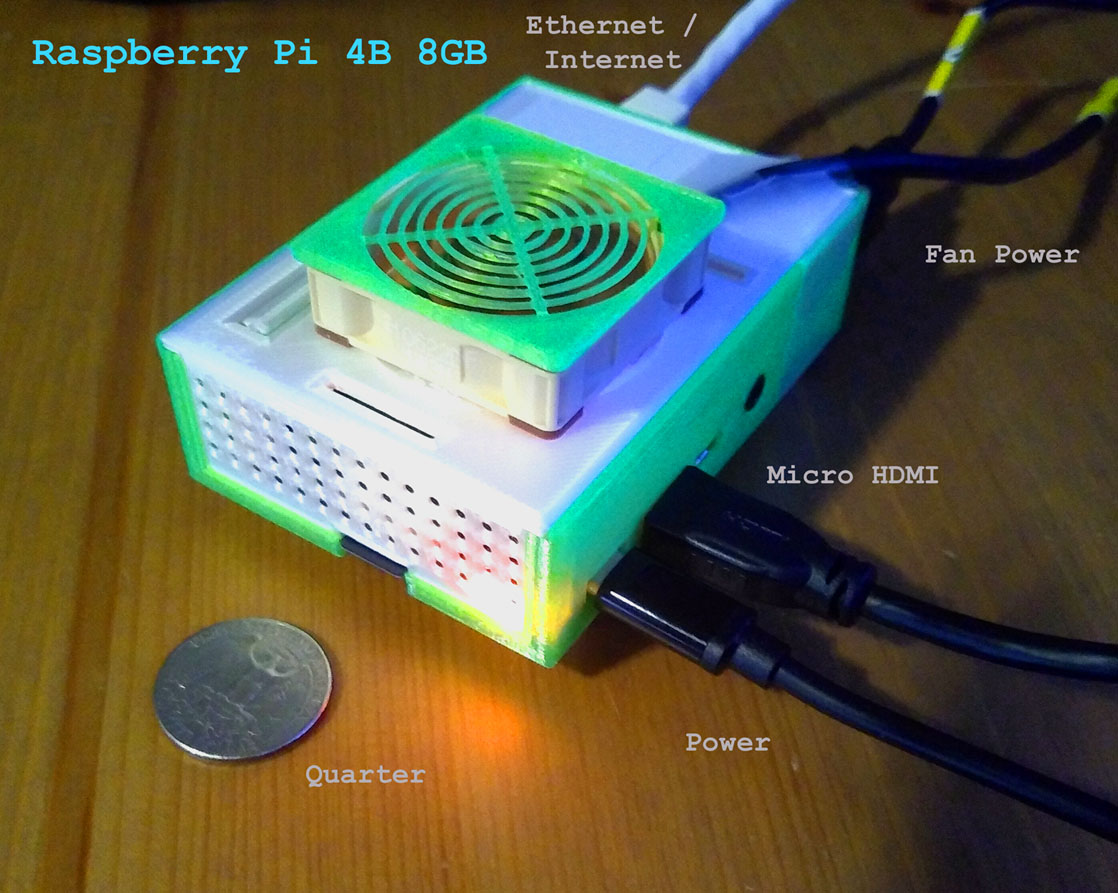 Raspberry Pi 4B 8GB
Ethernet /
Internet
Fan Power
Micro HDMI
Power
Quarter